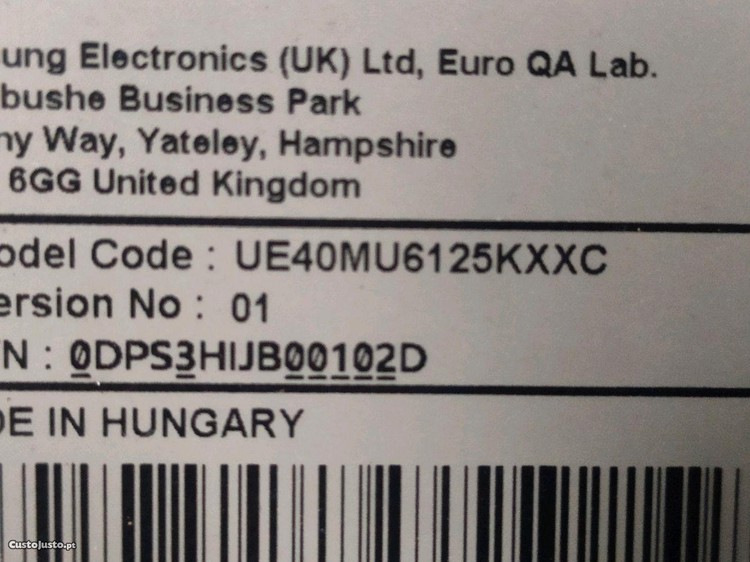 ung Electronics (UK) Ltd, Euro QA Lab.
bushe Business Park
ny Way, Yateley, Hampshire
6GG United Kingdom
odel Code : UE40MU6125KXXC
ersion No : 01
N : 0DPS3HIJB00102D
DE IN HUNGARY
CustoJusto.pt